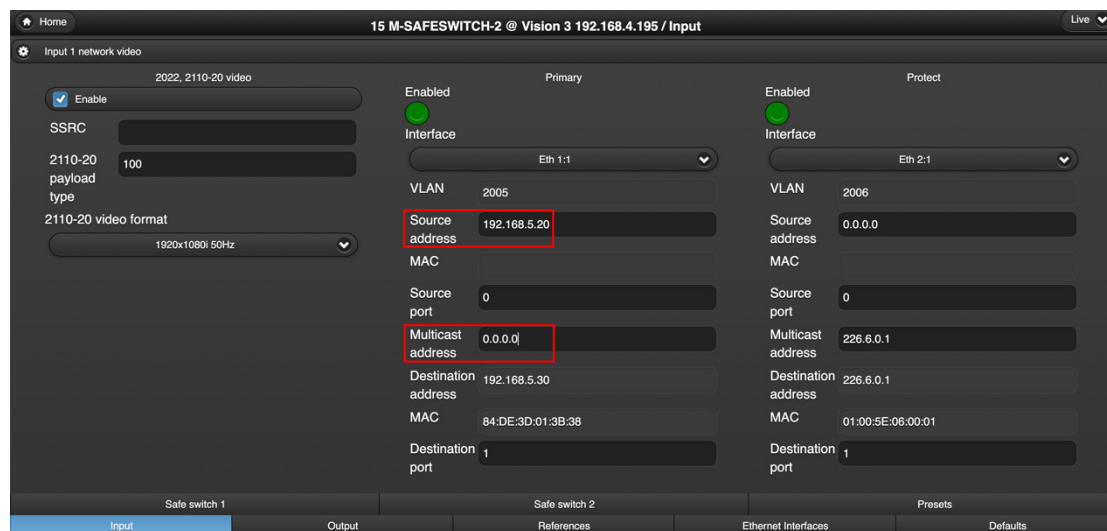 Home
15 M-SAFESWITCH-2 @ Vision 3 192.168.4.195 / Input
Live
Input 1 network video
2022, 2110-20 video
Enable
SSRC
2110-20
payload
type
100
2110-20 video format
1920x1080i 50Hz
Primary
Enabled
Interface
Eth 1:1
VLAN
2005
Source
address
192.168.5.20
MAC
Source
port
0
Multicast
address
0.0.0.0
Destination
address
192.168.5.30
MAC
84:DE:3D:01:3B:38
Destination
port
1
Protect
Enabled
Interface
Eth 2:1
VLAN
2006
Source
address
0.0.0.0
MAC
Source
port
0
Multicast
address
226.6.0.1
Destination
address
226.6.0.1
MAC
01:00:5E:06:00:01
Destination
port
1
Safe switch 1
Safe switch 2
Presets
Input
Output
References
Ethernet Interfaces
Defaults